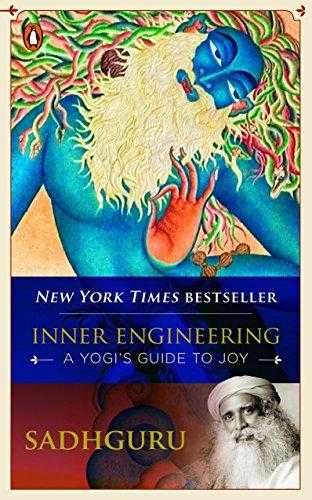 NEW YORK TIMES BESTSELLER
INNER ENGINEERING
A YOGI'S GUIDE TO JOY
SADHGURU